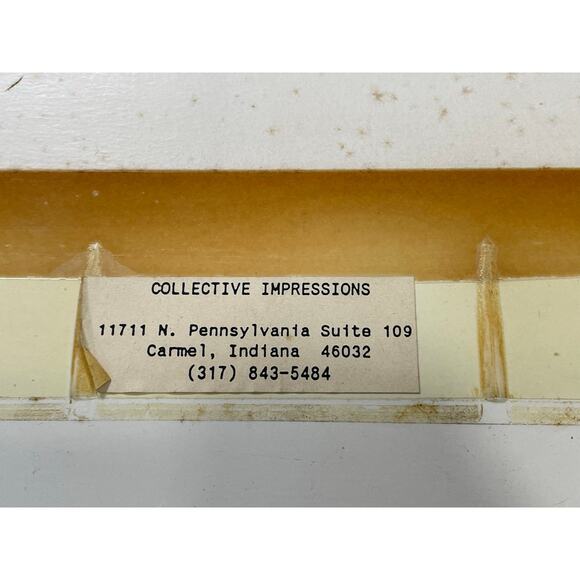 COLLECTIVE IMPRESSIONS
11711 N. Pennsylvania Suite 109
Carmel, Indiana 46032
(317) 843-5484